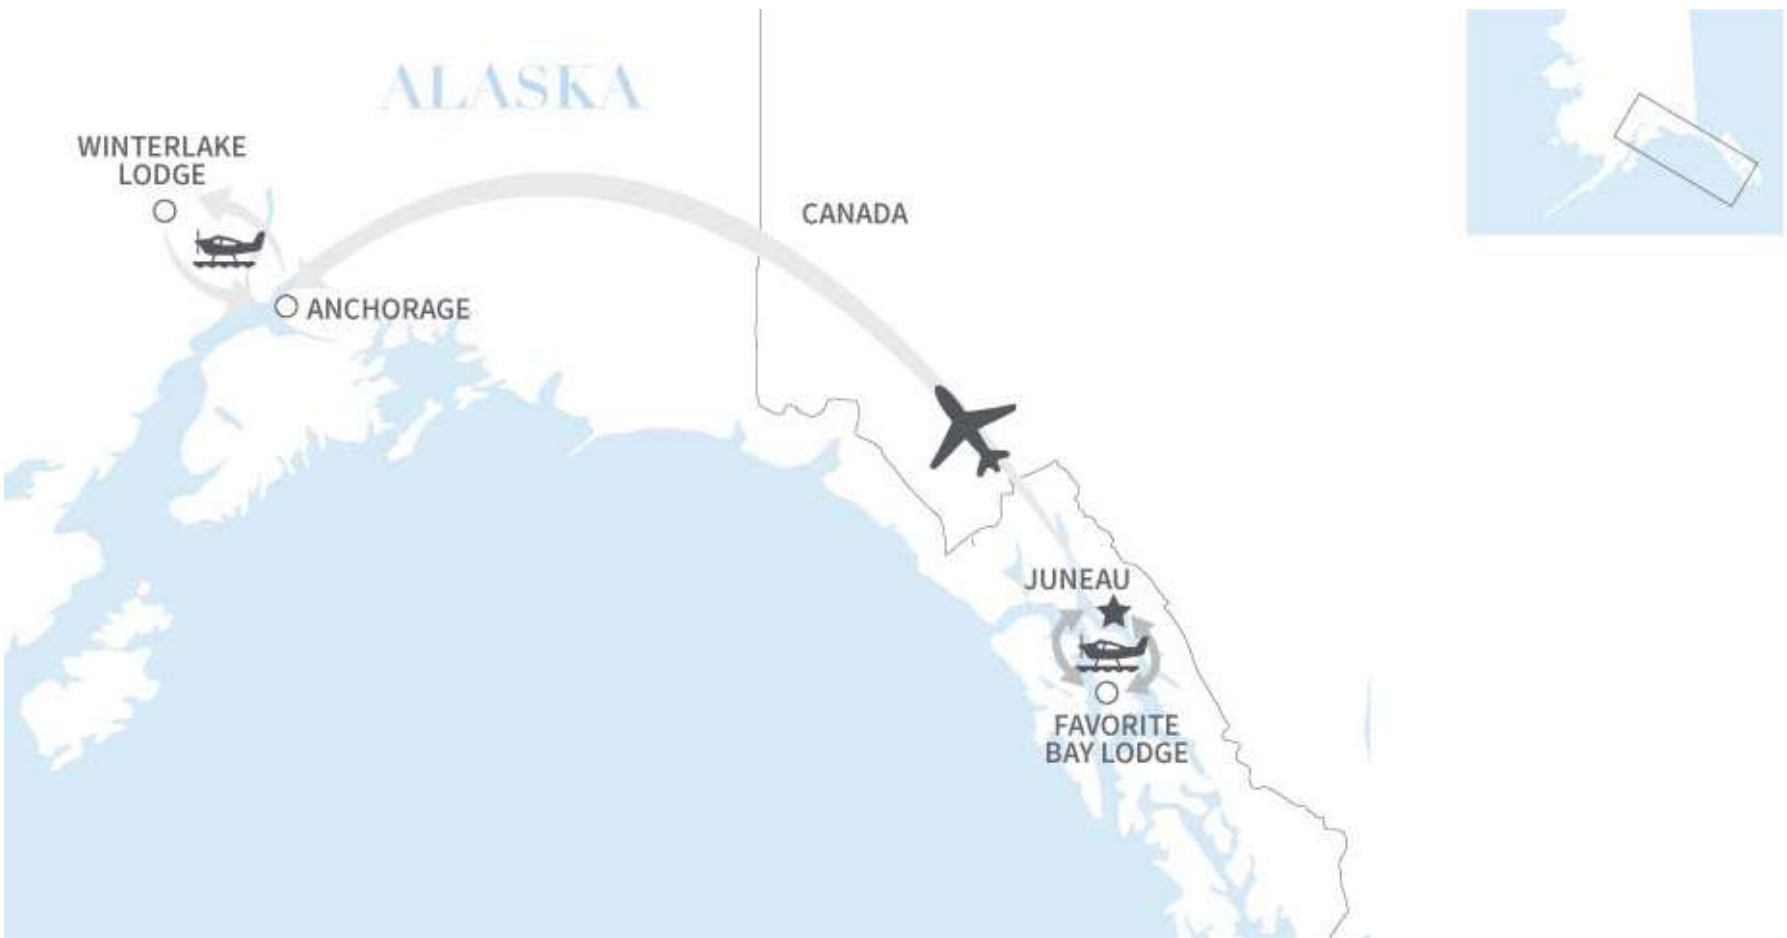 ALASKA
WINTERLAKE
LODGE
CANADA
ANCHORAGE
JUNEAU
FAVORITE
BAY LODGE